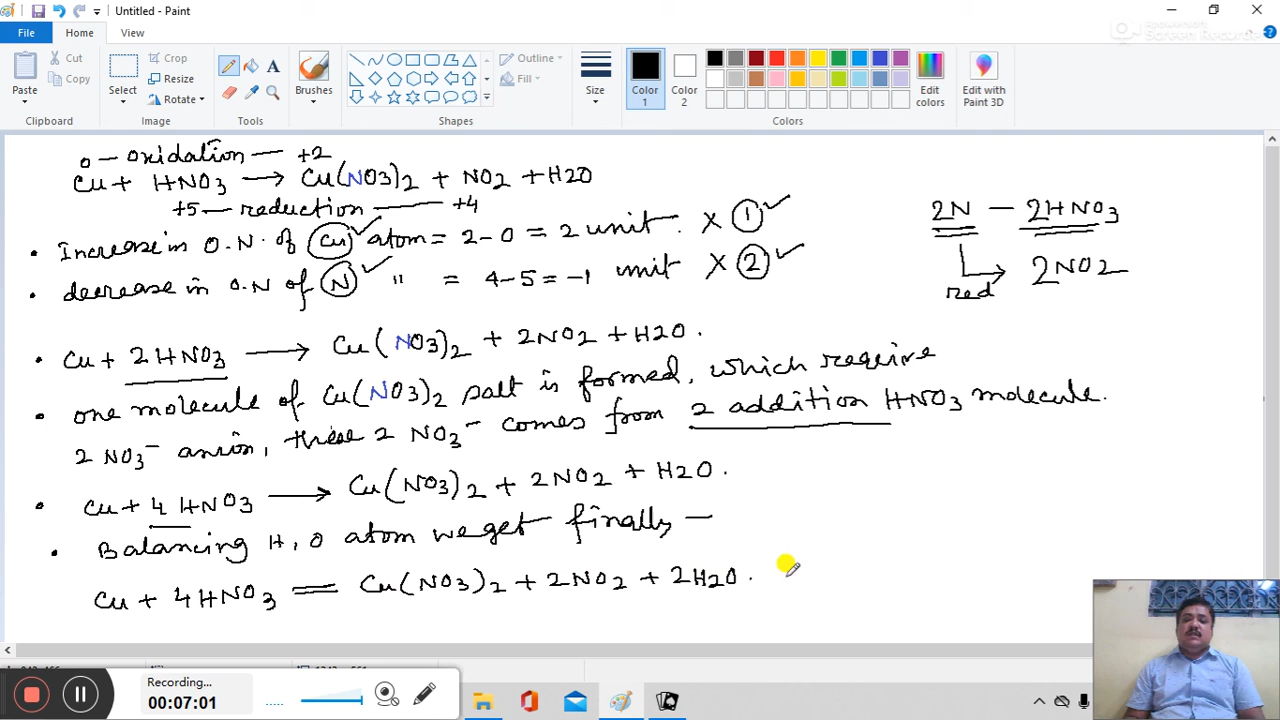 Untitled - Paint
File Home View
Paste
Cut
Copy
Clipboard
Select
Crop
Resize
Rotate
Image
Tools
Brushes
Shapes
Outline
Fill
Size
Color 1
Color 2
Edit colors
Colors
Edit with Paint 3D
Screen Recorder
0 — oxidation — +2
Cu + HNO3 → Cu(NO3)2 + NO2 + H2O
+5 — reduction — +4
• Increase in O.N. of Cu atom = 2-0 = 2 unit. X 1 ✓
• decrease in O.N of N ✓ " = 4-5 = -1 unit X 2 ✓
2N — 2HNO3
red → 2NO2
• Cu + 2HNO3 → Cu(NO3)2 + 2NO2 + H2O.
• one molecule of Cu(NO3)2 salt is formed, which require
2 NO3- anion, these 2 NO3- comes from 2 addition HNO3 molecule.
• Cu + 4 HNO3 → Cu(NO3)2 + 2NO2 + H2O.
• Balancing H, O atom we get finally —
Cu + 4HNO3 = Cu(NO3)2 + 2NO2 + 2H2O.
Recording...
00:07:01